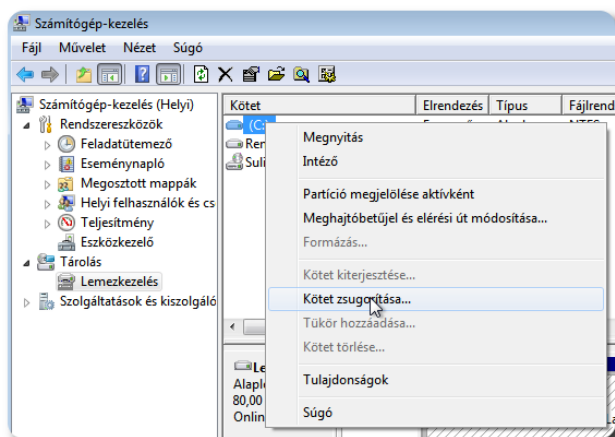 Számítógép-kezelés
Fájl Művelet Nézet Súgó
Számítógép-kezelés (Helyi)
Rendszereszközök
Feladatütemező
Eseménynapló
Megosztott mappák
Helyi felhasználók és cs
Teljesítmény
Eszközkezelő
Tárolás
Lemezkezelés
Szolgáltatások és kiszolgáló
Kötet Elrendezés Típus Fájlrend
(C:)
Ren
Suli
Megnyitás
Intéző
Partíció megjelölése aktívként
Meghajtóbetűjel és elérési út módosítása...
Formázás...
Kötet kiterjesztése...
Kötet zsugorítása...
Tükör hozzáadása...
Kötet törlése...
Tulajdonságok
Súgó
Le
Alapl
80,00
Onlin